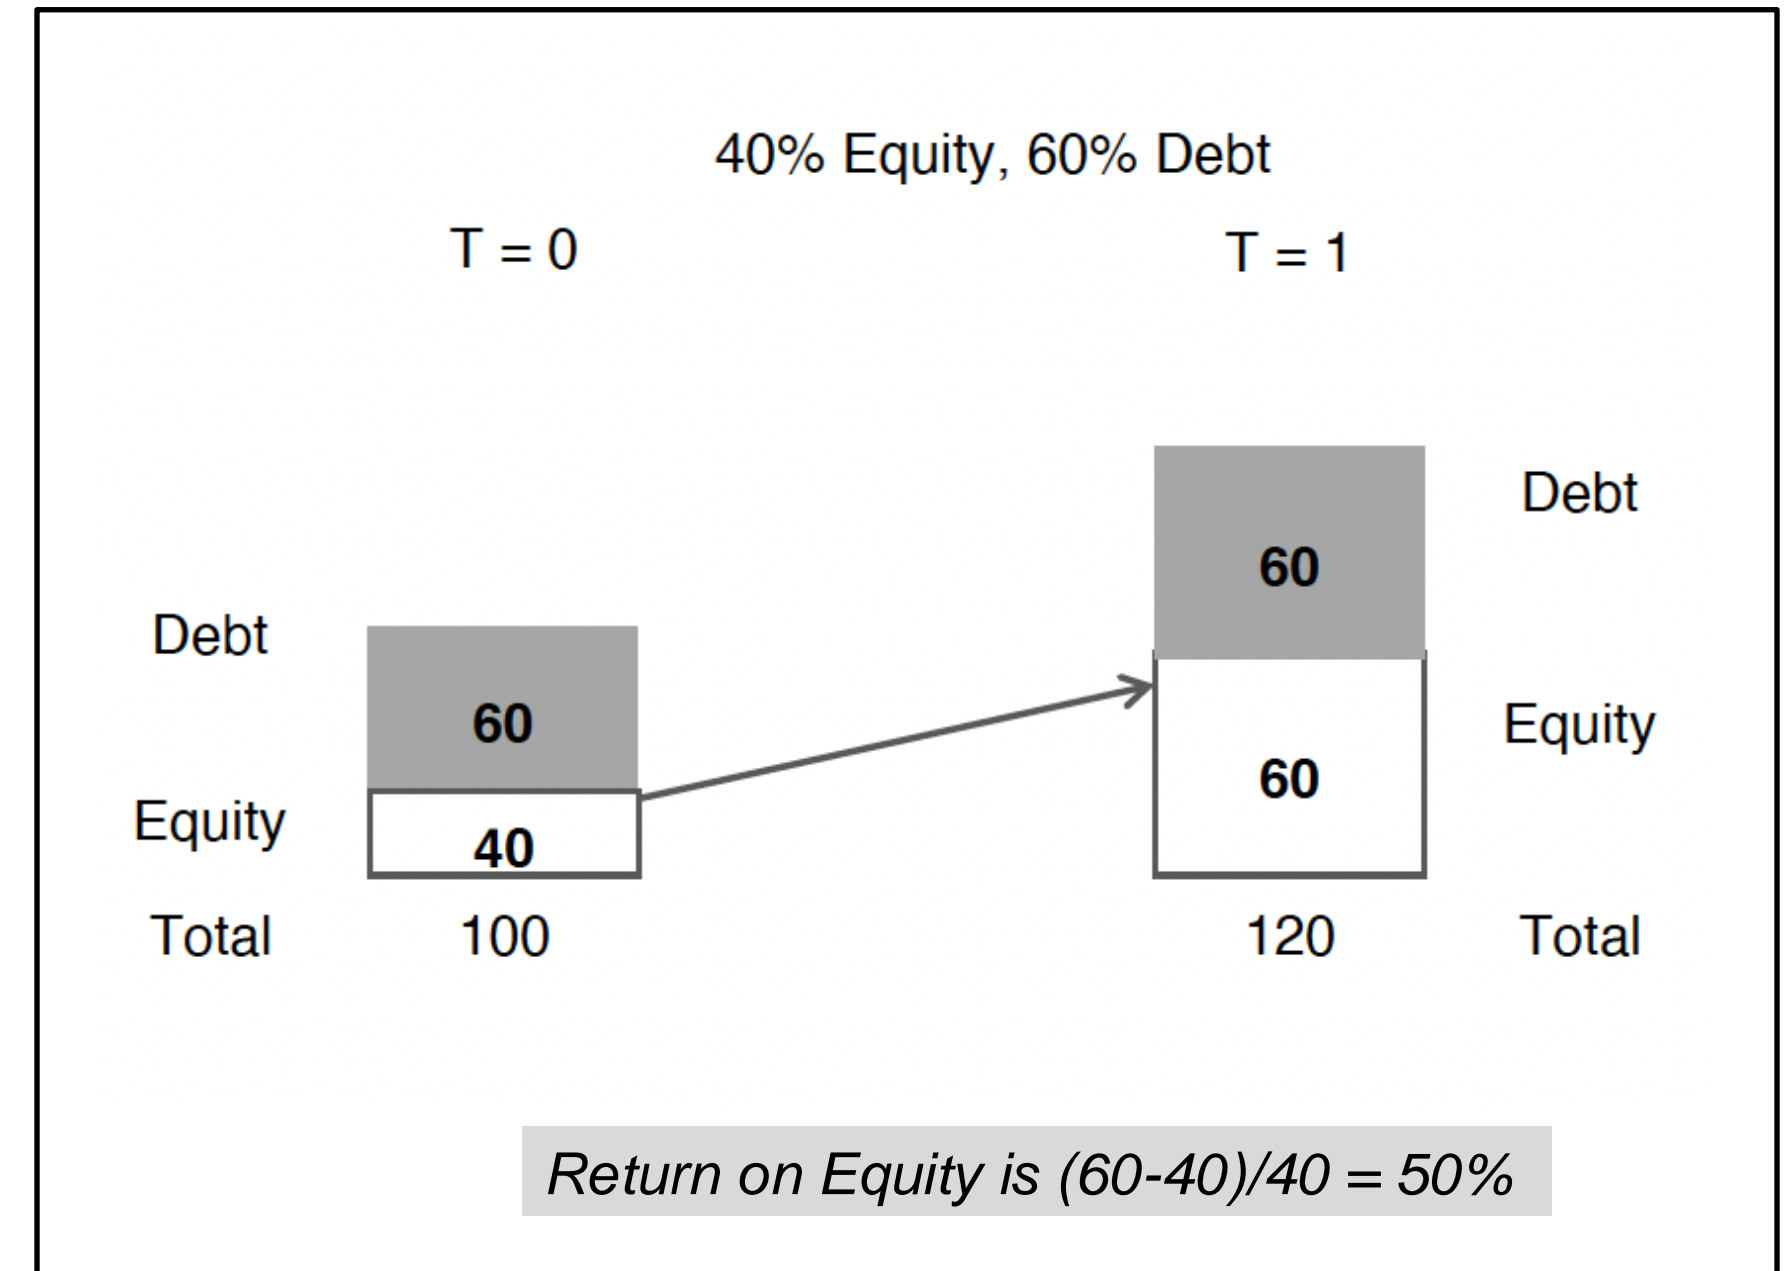 40% Equity, 60% Debt
T = 0
T = 1
Debt
60
60
Debt
Equity
40
60
Equity
Total 100
120 Total
Return on Equity is (60-40)/40 = 50%